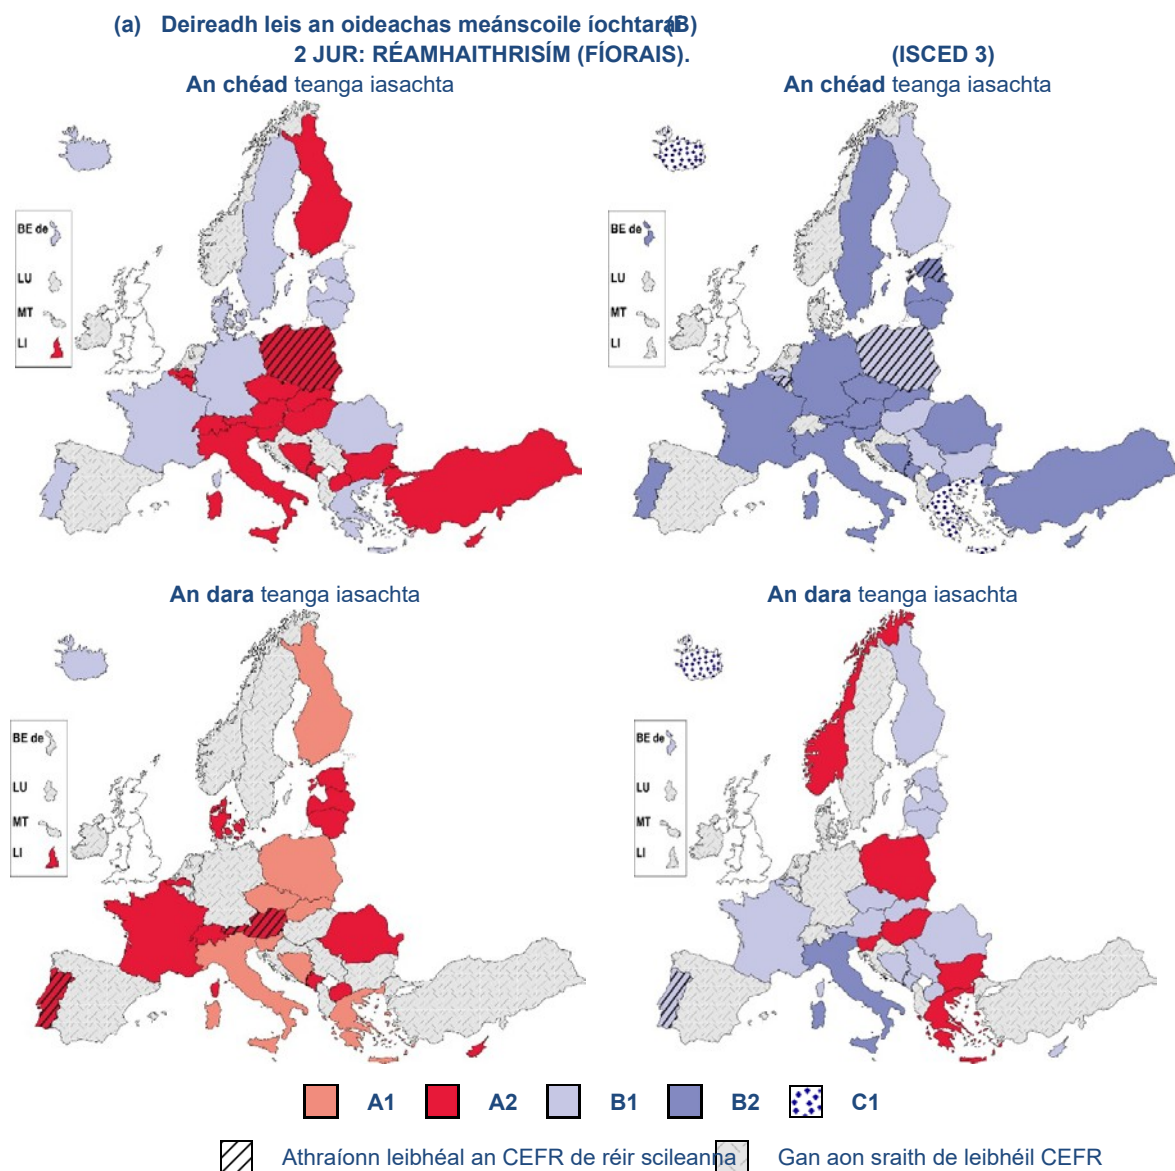 (a) Deireadh leis an oideachas meánscoile íochtarach (B)
2 JUR: RÉAMHAITHRISÍM (FÍORAIS). (ISCED 3)
An chéad teanga iasachta
An chéad teanga iasachta
BE de
LU
MT
LI
BE de
LU
MT
LI
An dara teanga iasachta
An dara teanga iasachta
BE de
LU
MT
LI
BE de
LU
MT
LI
A1 A2 B1 B2 C1
Athraíonn leibhéal an CEFR de réir scileanna Gan aon sraith de leibhéil CEFR